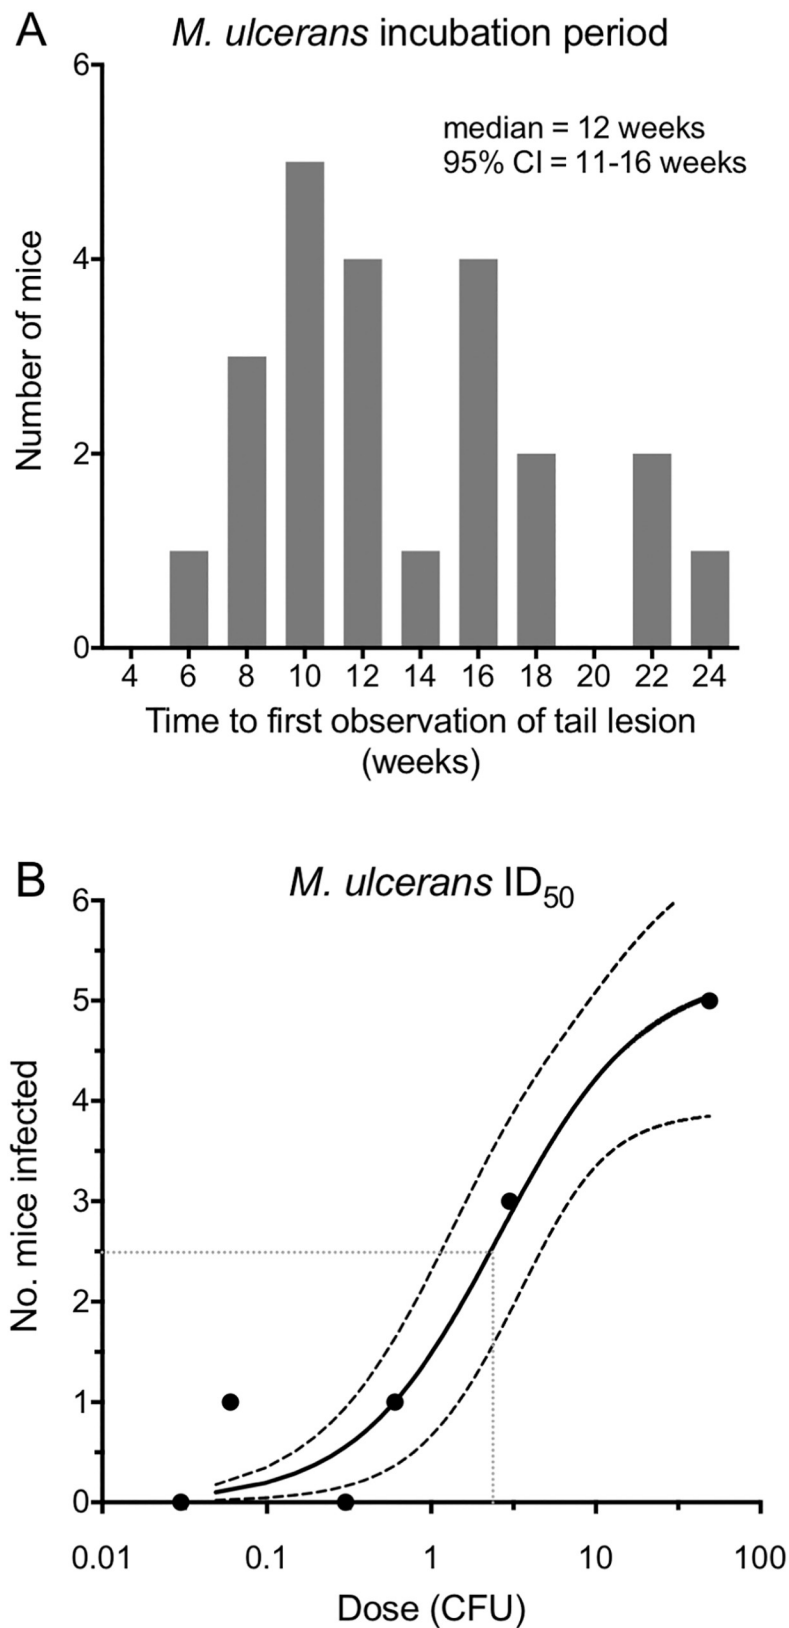 A
M. ulcerans incubation period
median = 12 weeks
95% CI = 11-16 weeks
Number of mice
6
4
2
0
4 6 8 10 12 14 16 18 20 22 24
Time to first observation of tail lesion
(weeks)
B
M. ulcerans ID50
No. mice infected
6
5
4
3
2
1
0
0.01 0.1 1 10 100
Dose (CFU)